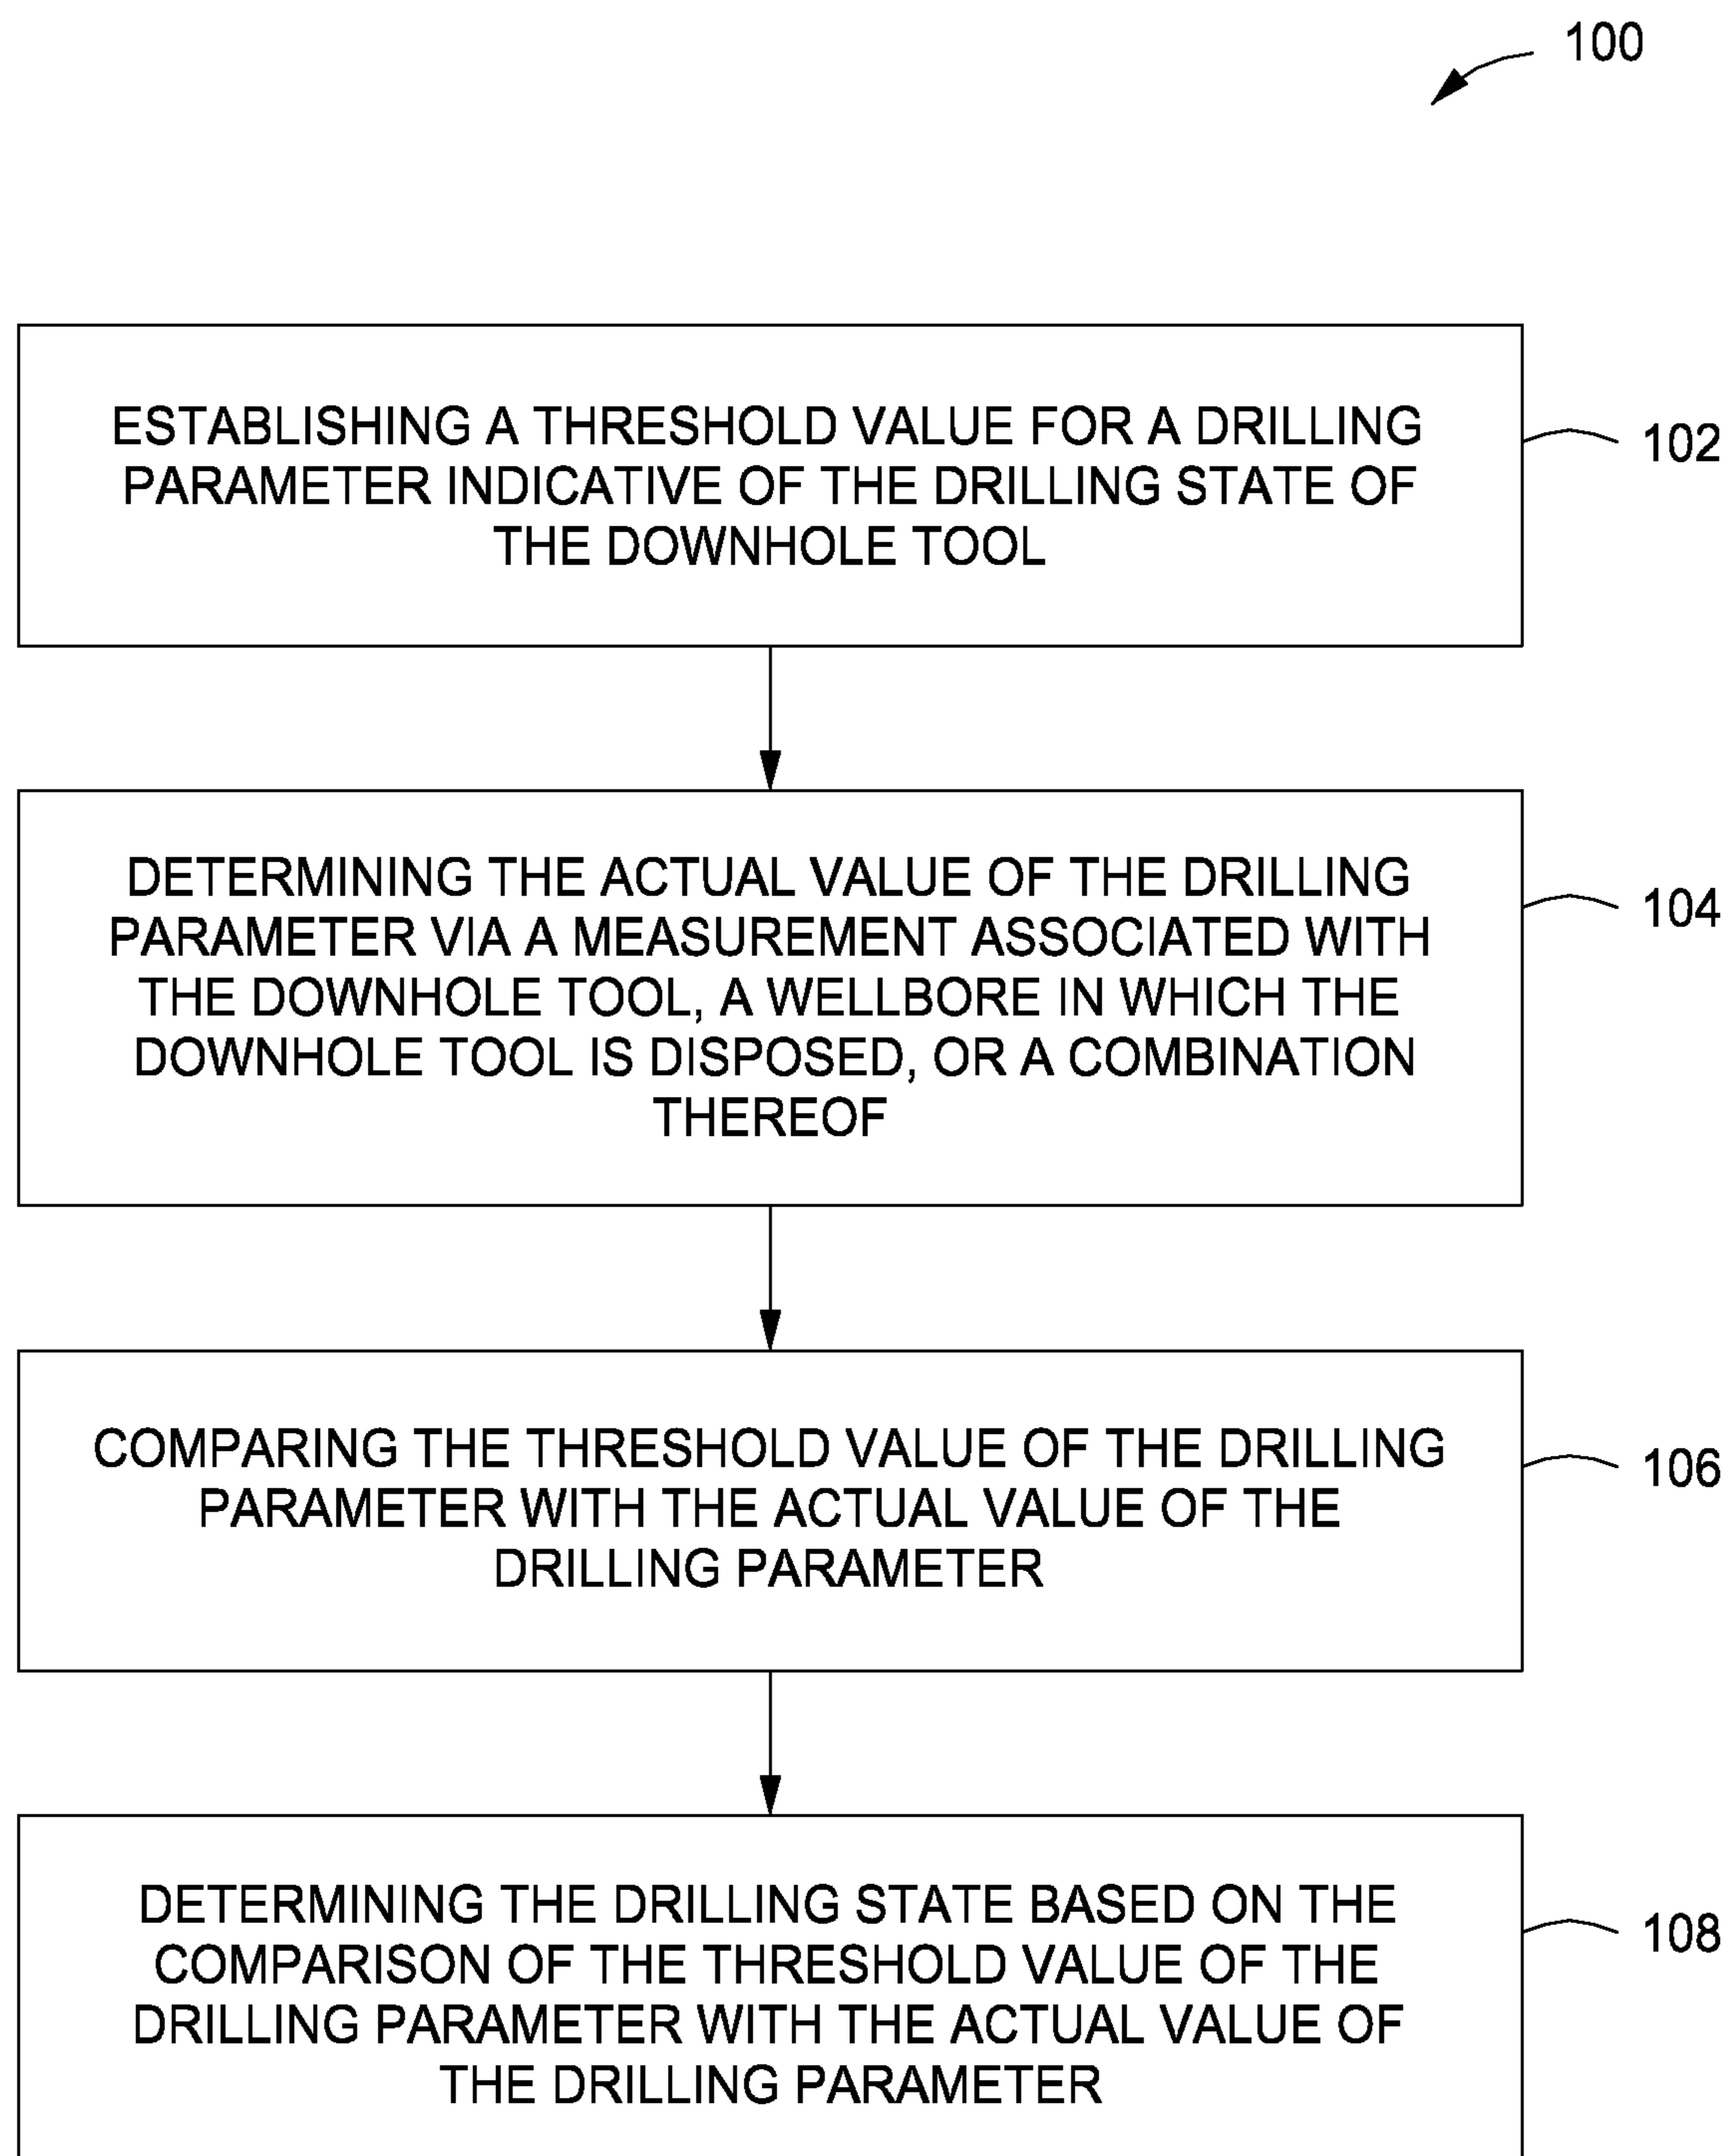 100
ESTABLISHING A THRESHOLD VALUE FOR A DRILLING
PARAMETER INDICATIVE OF THE DRILLING STATE OF
THE DOWNHOLE TOOL
102
DETERMINING THE ACTUAL VALUE OF THE DRILLING
PARAMETER VIA A MEASUREMENT ASSOCIATED WITH
THE DOWNHOLE TOOL, A WELLBORE IN WHICH THE
DOWNHOLE TOOL IS DISPOSED, OR A COMBINATION
THEREOF
104
COMPARING THE THRESHOLD VALUE OF THE DRILLING
PARAMETER WITH THE ACTUAL VALUE OF THE
DRILLING PARAMETER
106
DETERMINING THE DRILLING STATE BASED ON THE
COMPARISON OF THE THRESHOLD VALUE OF THE
DRILLING PARAMETER WITH THE ACTUAL VALUE OF
THE DRILLING PARAMETER
108